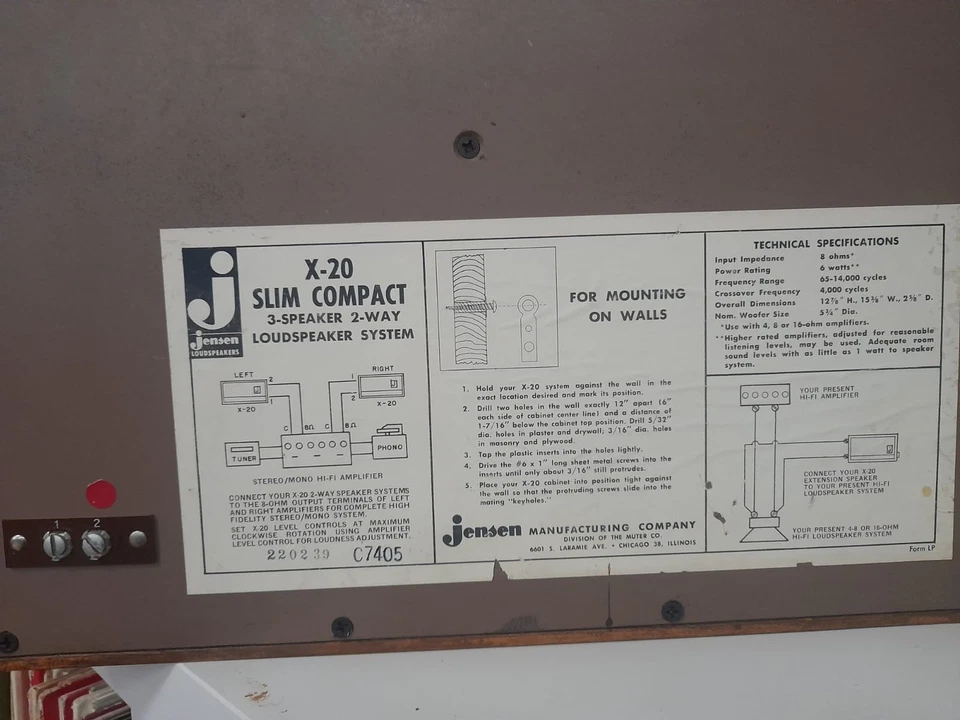 j
jensen
LOUDSPEAKERS
X-20
SLIM COMPACT
3-SPEAKER 2-WAY
LOUDSPEAKER SYSTEM
LEFT
2
1
X-20
RIGHT
1
2
X-20
C 8Ω C 8Ω
TUNER
PHONO
STEREO/MONO HI-FI AMPLIFIER
CONNECT YOUR X-20 2-WAY SPEAKER SYSTEMS
TO THE 8-OHM OUTPUT TERMINALS OF LEFT
AND RIGHT AMPLIFIERS FOR COMPLETE HIGH
FIDELITY STEREO/MONO SYSTEM.
SET X-20 LEVEL CONTROLS AT MAXIMUM
CLOCKWISE ROTATION USING AMPLIFIER
LEVEL CONTROL FOR LOUDNESS ADJUSTMENT.
220239 C7405
1 2
FOR MOUNTING
ON WALLS
1. Hold your X-20 system against the wall in the
exact location desired and mark its position.
2. Drill two holes in the wall exactly 12" apart (6"
each side of cabinet center line) and a distance of
1-7/16" below the cabinet top position. Drill 5/32"
dia. holes in plaster and drywall; 3/16" dia. holes
in masonry and plywood.
3. Tap the plastic inserts into the holes lightly.
4. Drive the #6 x 1" long sheet metal screws into the
inserts until only about 3/16" still protrudes.
5. Place your X-20 cabinet into position tight against
the wall so that the protruding screws slide into the
mating "keyholes."
jensen MANUFACTURING COMPANY
DIVISION OF THE MUTER CO.
6601 S. LARAMIE AVE. • CHICAGO 38, ILLINOIS
TECHNICAL SPECIFICATIONS
Input Impedance 8 ohms*
Power Rating 6 watts**
Frequency Range 65-14,000 cycles
Crossover Frequency 4,000 cycles
Overall Dimensions 12⅞" H., 15⅜" W., 2⅜" D.
Nom. Woofer Size 5¼" Dia.
*Use with 4, 8 or 16-ohm amplifiers.
**Higher rated amplifiers, adjusted for reasonable
listening levels, may be used. Adequate room
sound levels with as little as 1 watt to speaker
system.
YOUR PRESENT
HI-FI AMPLIFIER
CONNECT YOUR X-20
EXTENSION SPEAKER
TO YOUR PRESENT HI-FI
LOUDSPEAKER SYSTEM
YOUR PRESENT 4-8 OR 16-OHM
HI-FI LOUDSPEAKER SYSTEM
Form LP